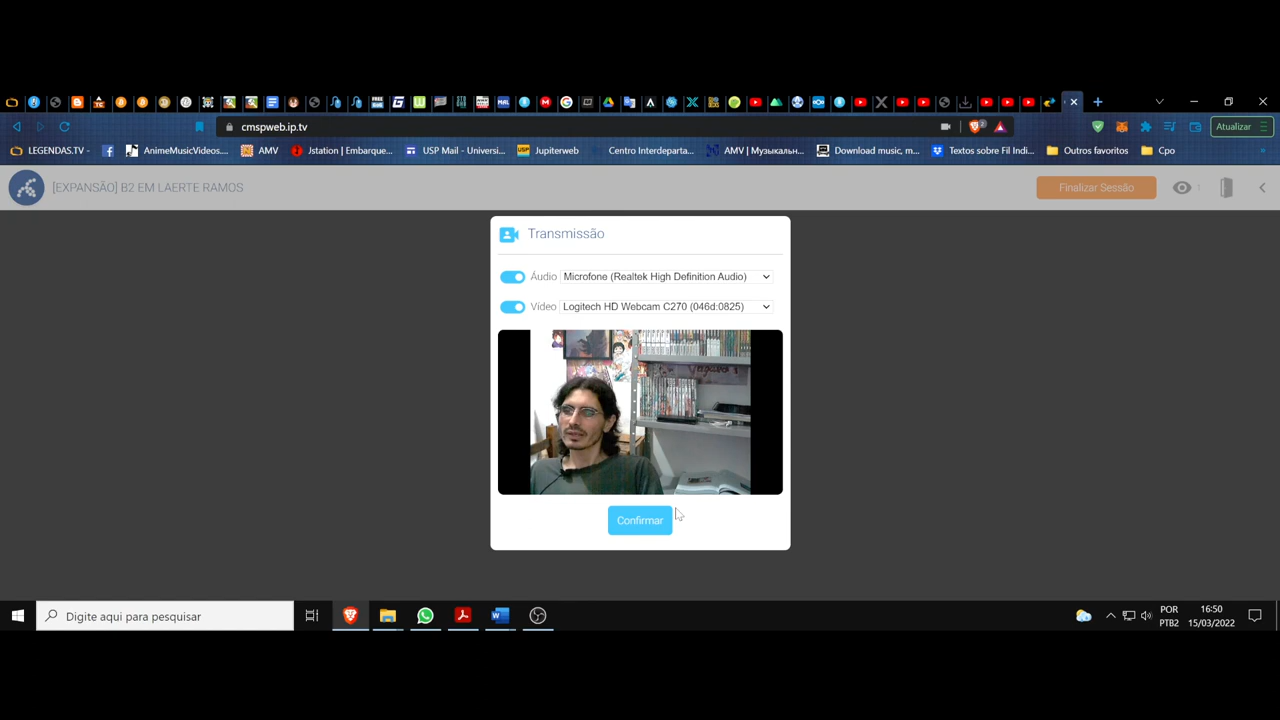 cmspweb.ip.tv
2
Atualizar
LEGENDAS.TV -
AnimeMusicVideos...
AMV
Jstation | Embarque...
USP Mail - Universi...
Jupiterweb
Centro Interdeparta...
AMV | Музыкальн...
Download music, m...
Textos sobre Fil Indi...
Outros favoritos
Cpo
[EXPANSÃO] B2 EM LAERTE RAMOS
Finalizar Sessão
1
Transmissão
Áudio
Microfone (Realtek High Definition Audio)
Vídeo
Logitech HD Webcam C270 (046d:0825)
Confirmar
Digite aqui para pesquisar
POR
PTB2
16:50
15/03/2022